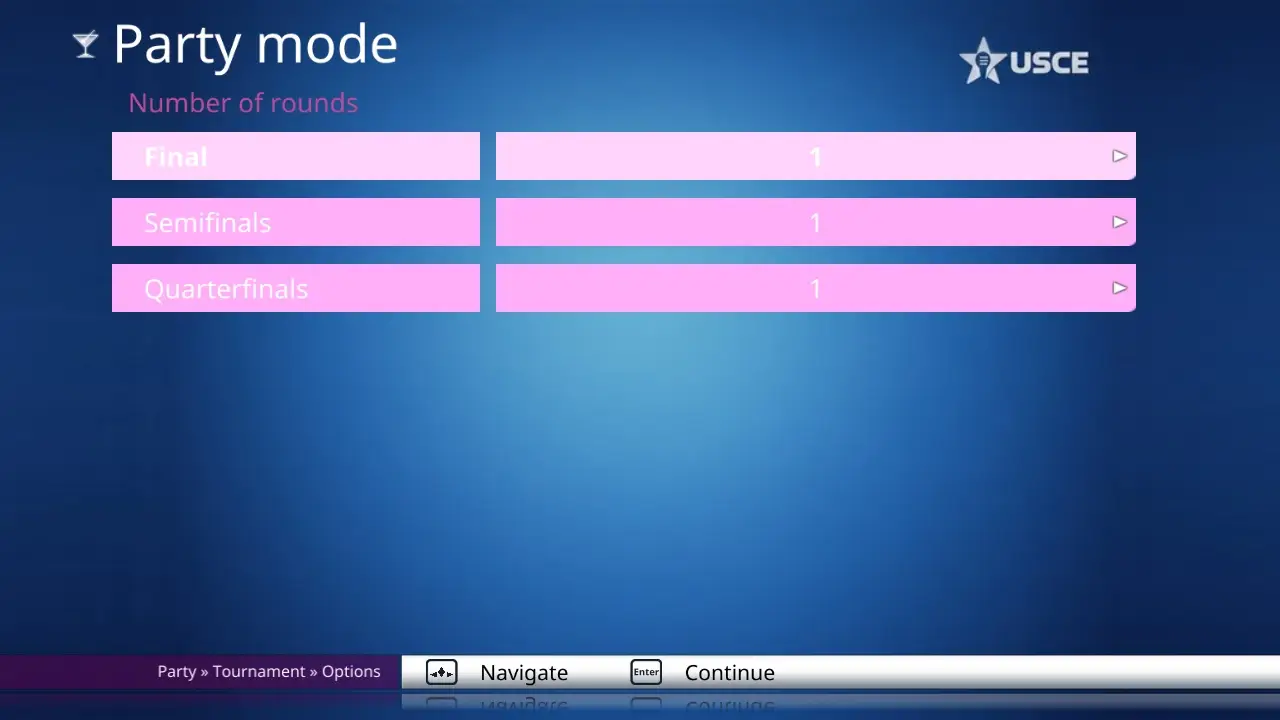 Party mode
USCE
Number of rounds
Final 1
Semifinals 1
Quarterfinals 1
Party » Tournament » Options
Enter
Navigate Continue